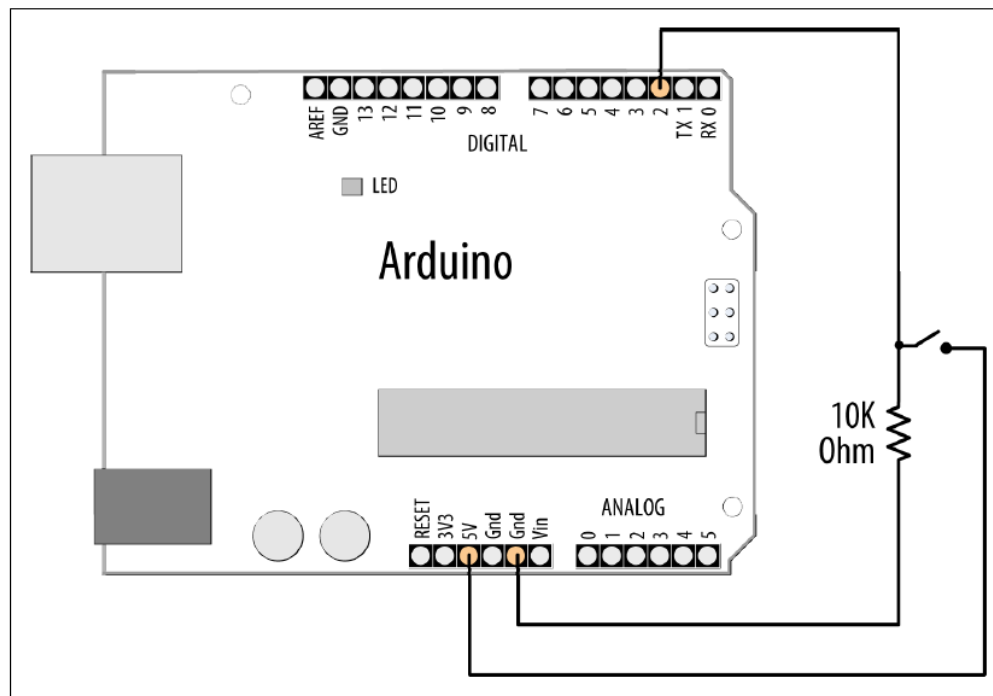 AREF GND 13 12 11 10 9 8 7 6 5 4 3 2 TX 1 RX 0
DIGITAL
LED
Arduino
10K
Ohm
RESET 3V3 5V Gnd Gnd Vin
ANALOG
0 1 2 3 4 5